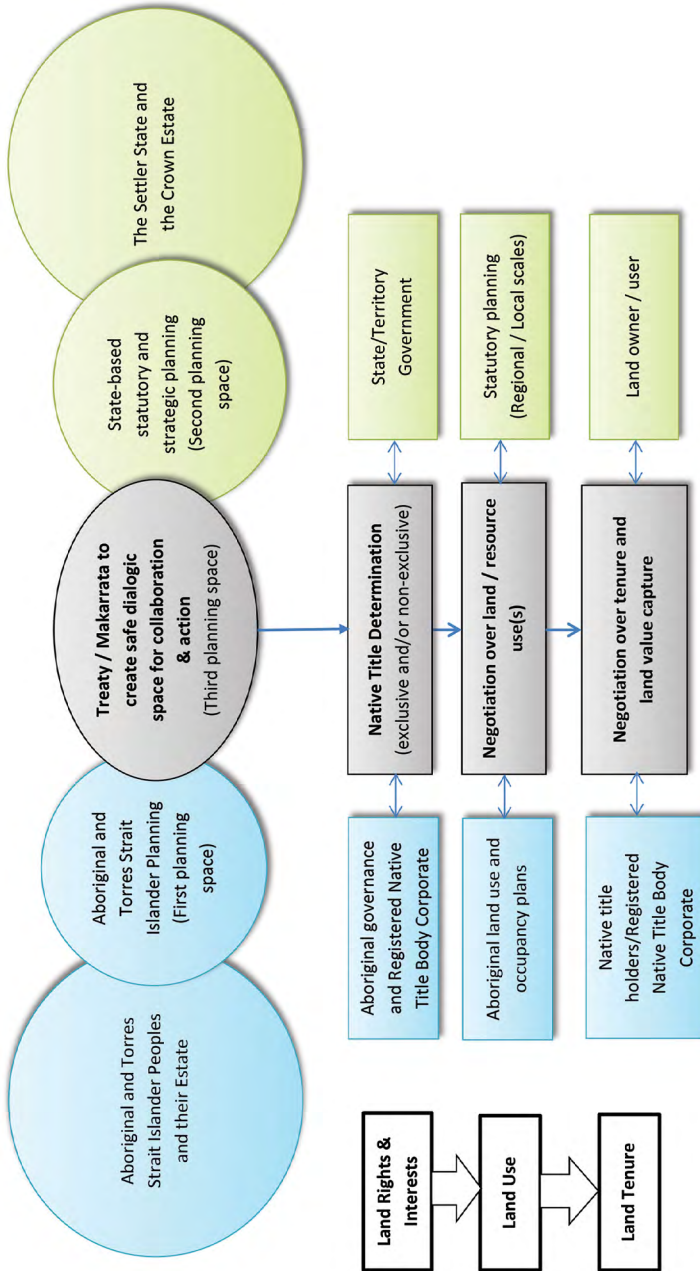 Aboriginal and Torres
Strait Islander Peoples
and their Estate
Aboriginal and
Torres Strait
Islander Planning
(First planning
space)
Treaty / Makarrata to
create safe dialogic
space for collaboration
& action
(Third planning space)
State-based
statutory and
strategic planning
(Second planning
space)
The Settler State and
the Crown Estate
Land Rights &
Interests
Aboriginal governance
and Registered Native
Title Body Corporate
Native Title Determination
(exclusive and/or non-exclusive)
State/Territory
Government
Land Use
Aboriginal land use and
occupancy plans
Negotiation over land / resource
use(s)
Statutory planning
(Regional / Local scales)
Land Tenure
Native title
holders/Registered
Native Title Body
Corporate
Negotiation over tenure and
land value capture
Land owner / user